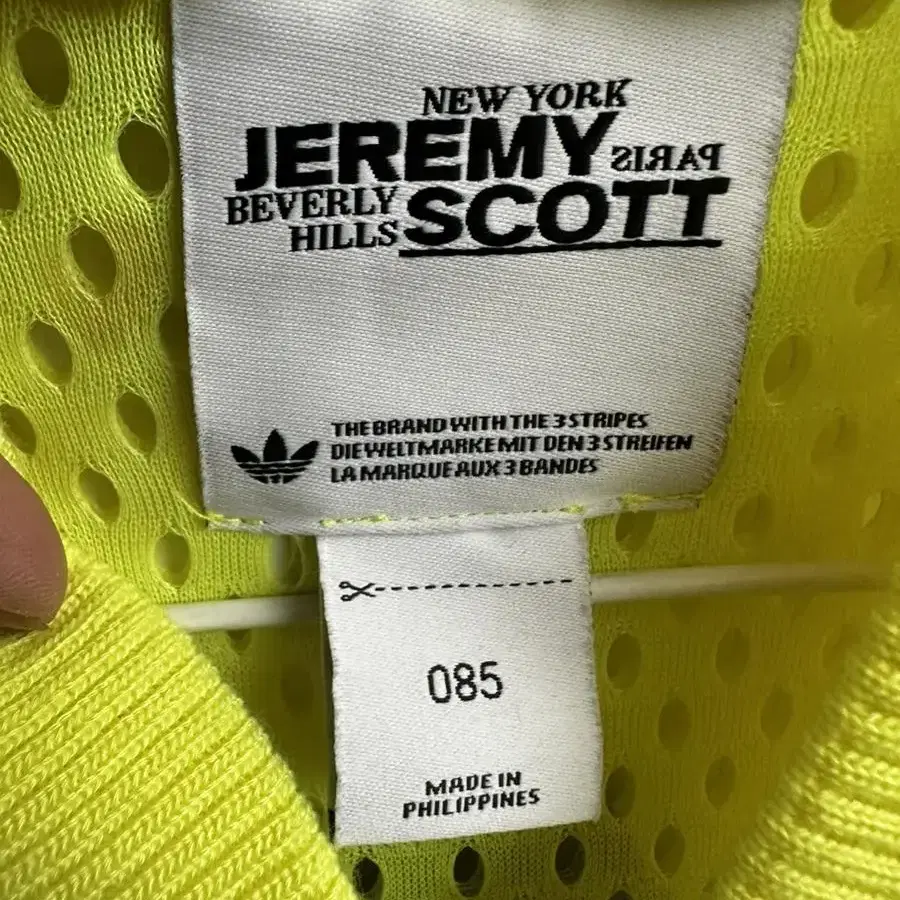 NEW YORK
JEREMY
PARIS
BEVERLY
HILLS
SCOTT
THE BRAND WITH THE 3 STRIPES
DIE WELTMARKE MIT DEN 3 STREIFEN
LA MARQUE AUX 3 BANDES
085
MADE IN
PHILIPPINES